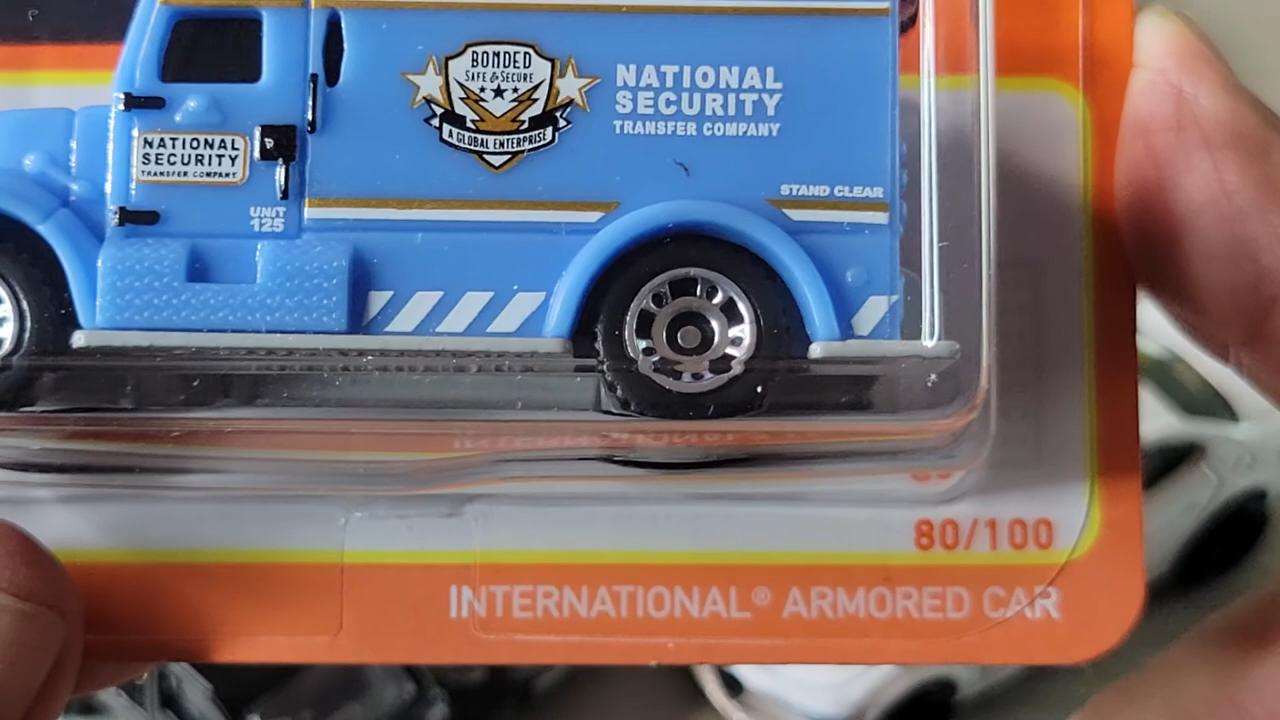 BONDED
SAFE & SECURE
A GLOBAL ENTERPRISE
NATIONAL
SECURITY
TRANSFER COMPANY
NATIONAL
SECURITY
TRANSFER COMPANY
STAND CLEAR
UNIT
125
80/100
INTERNATIONAL® ARMORED CAR